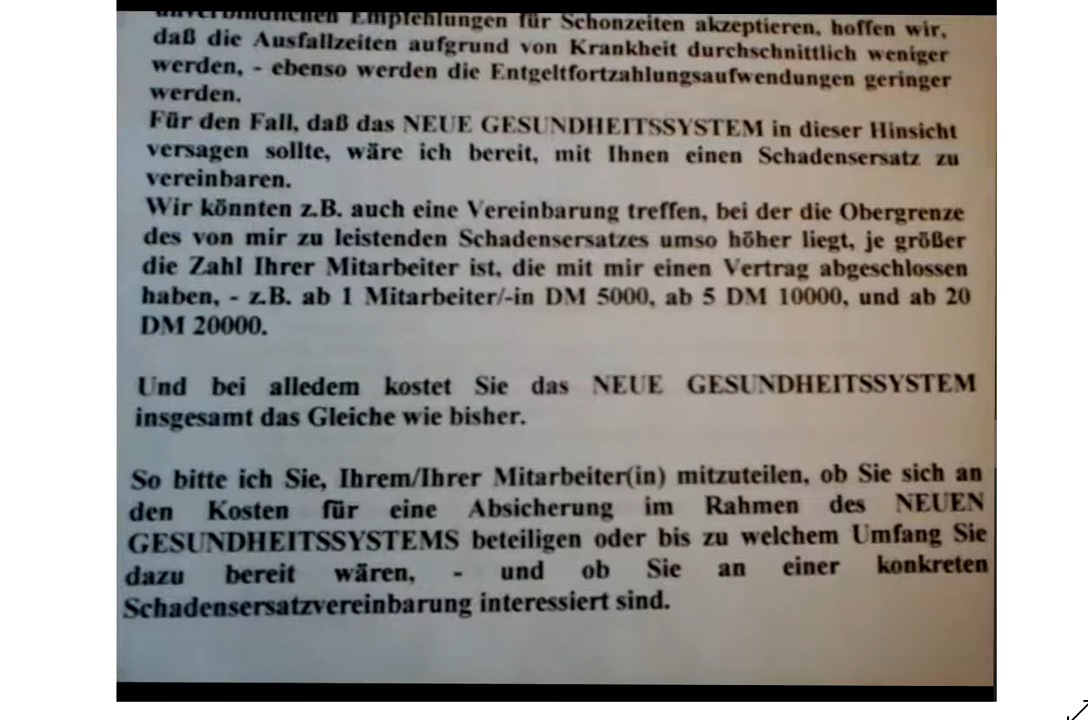 unverbindlichen Empfehlungen für Schonzeiten akzeptieren, hoffen wir,
daß die Ausfallzeiten aufgrund von Krankheit durchschnittlich weniger
werden, - ebenso werden die Entgeltfortzahlungsaufwendungen geringer
werden.
Für den Fall, daß das NEUE GESUNDHEITSSYSTEM in dieser Hinsicht
versagen sollte, wäre ich bereit, mit Ihnen einen Schadensersatz zu
vereinbaren.
Wir könnten z.B. auch eine Vereinbarung treffen, bei der die Obergrenze
des von mir zu leistenden Schadensersatzes umso höher liegt, je größer
die Zahl Ihrer Mitarbeiter ist, die mit mir einen Vertrag abgeschlossen
haben, - z.B. ab 1 Mitarbeiter/-in DM 5000, ab 5 DM 10000, und ab 20
DM 20000.
Und bei alledem kostet Sie das NEUE GESUNDHEITSSYSTEM
insgesamt das Gleiche wie bisher.
So bitte ich Sie, Ihrem/Ihrer Mitarbeiter(in) mitzuteilen, ob Sie sich an
den Kosten für eine Absicherung im Rahmen des NEUEN
GESUNDHEITSSYSTEMS beteiligen oder bis zu welchem Umfang Sie
dazu bereit wären, - und ob Sie an einer konkreten
Schadensersatzvereinbarung interessiert sind.